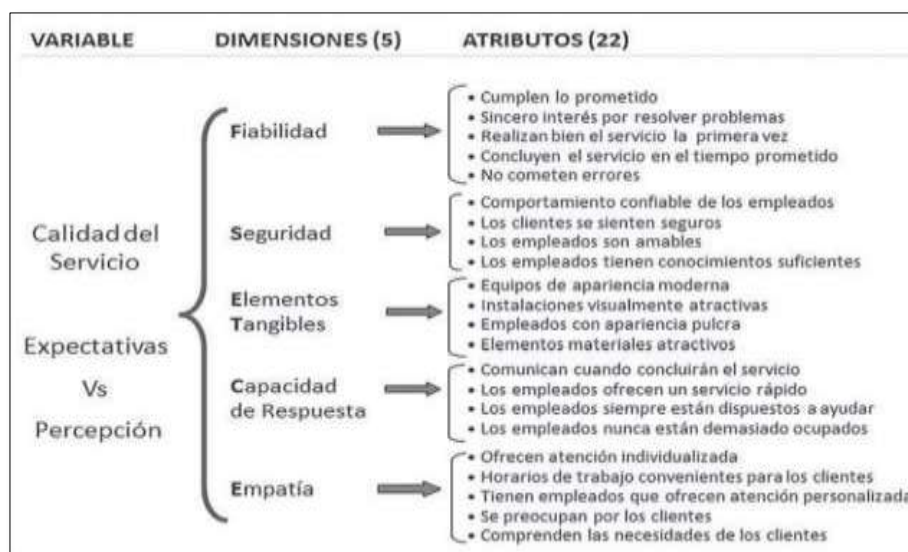 VARIABLE DIMENSIONES (5) ATRIBUTOS (22)
Calidad del
Servicio
Expectativas
Vs
Percepción
Fiabilidad
• Cumplen lo prometido
• Sincero interés por resolver problemas
• Realizan bien el servicio la primera vez
• Concluyen el servicio en el tiempo prometido
• No cometen errores
Seguridad
• Comportamiento confiable de los empleados
• Los clientes se sienten seguros
• Los empleados son amables
• Los empleados tienen conocimientos suficientes
Elementos
Tangibles
• Equipos de apariencia moderna
• Instalaciones visualmente atractivas
• Empleados con apariencia pulcra
• Elementos materiales atractivos
Capacidad
de Respuesta
• Comunican cuando concluirán el servicio
• Los empleados ofrecen un servicio rápido
• Los empleados siempre están dispuestos a ayudar
• Los empleados nunca están demasiado ocupados
Empatía
• Ofrecen atención individualizada
• Horarios de trabajo convenientes para los clientes
• Tienen empleados que ofrecen atención personalizada
• Se preocupan por los clientes
• Comprenden las necesidades de los clientes